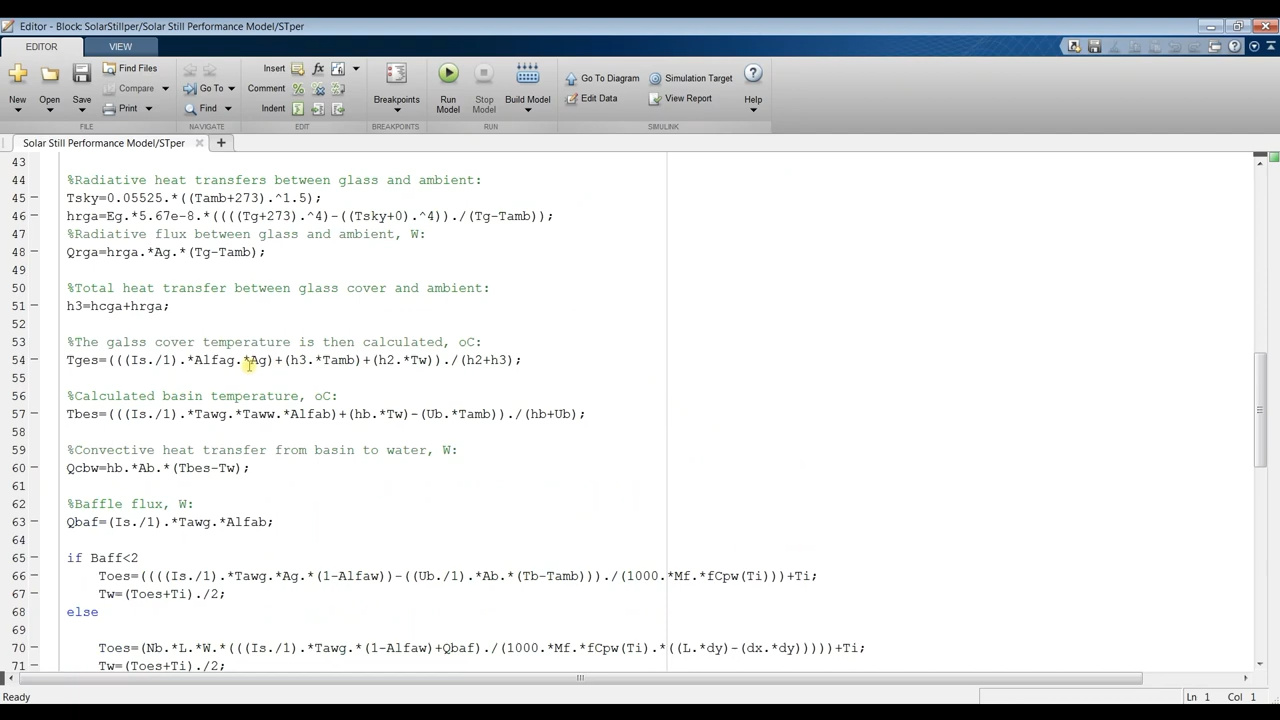 Editor - Block: SolarStillper/Solar Still Performance Model/STper
EDITOR VIEW
New Open Save Find Files Compare Print
FILE
Go To Find
NAVIGATE
Insert fx
Comment
Indent
EDIT
Breakpoints
BREAKPOINTS
Run Model Stop Model Build Model
RUN
Go To Diagram Simulation Target
Edit Data View Report
Help
SIMULINK
Solar Still Performance Model/STper
43
44 %Radiative heat transfers between glass and ambient:
45 Tsky=0.05525.*((Tamb+273).^1.5);
46 hrga=Eg.*5.67e-8.*((((Tg+273).^4)-((Tsky+0).^4))./(Tg-Tamb));
47 %Radiative flux between glass and ambient, W:
48 Qrga=hrga.*Ag.*(Tg-Tamb);
49
50 %Total heat transfer between glass cover and ambient:
51 h3=hcga+hrga;
52
53 %The galss cover temperature is then calculated, oC:
54 Tges=(((Is./1).*Alfag.*Ag)+(h3.*Tamb)+(h2.*Tw))./(h2+h3);
55
56 %Calculated basin temperature, oC:
57 Tbes=(((Is./1).*Tawg.*Taww.*Alfab)+(hb.*Tw)-(Ub.*Tamb))./(hb+Ub);
58
59 %Convective heat transfer from basin to water, W:
60 Qcbw=hb.*Ab.*(Tbes-Tw);
61
62 %Baffle flux, W:
63 Qbaf=(Is./1).*Tawg.*Alfab;
64
65 if Baff<2
66 Toes=((((Is./1).*Tawg.*Ag.*(1-Alfaw))-((Ub./1).*Ab.*(Tb-Tamb)))./(1000.*Mf.*fCpw(Ti)))+Ti;
67 Tw=(Toes+Ti)./2;
68 else
69
70 Toes=(Nb.*L.*W.*(((Is./1).*Tawg.*(1-Alfaw)+Qbaf)./(1000.*Mf.*fCpw(Ti).*((L.*dy)-(dx.*dy)))))+Ti;
71 Tw=(Toes+Ti)./2;
Ready Ln 1 Col 1